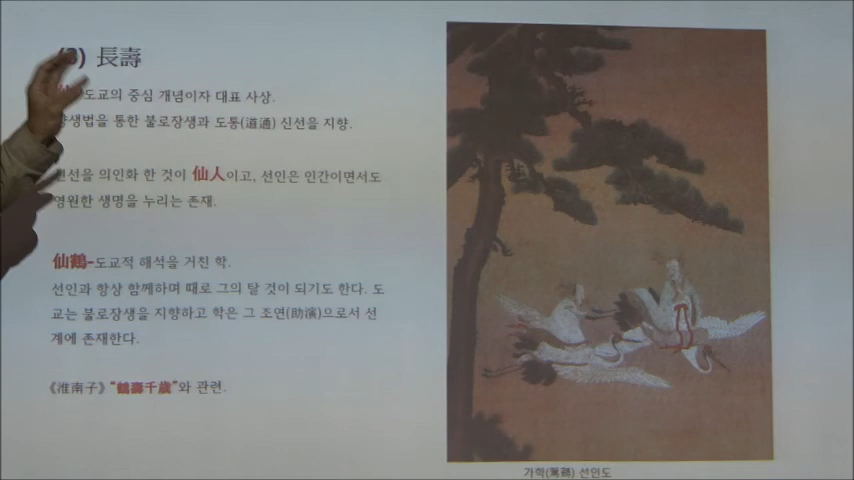 (3) 長壽
도교의 중심 개념이자 대표 사상.
양생법을 통한 불로장생과 도통(道通) 신선을 지향.
신선을 의인화 한 것이 仙人이고, 선인은 인간이면서도
영원한 생명을 누리는 존재.
仙鶴-도교적 해석을 거친 학.
선인과 항상 함께하며 때로 그의 탈 것이 되기도 한다. 도
교는 불로장생을 지향하고 학은 그 조연(助演)으로서 선
계에 존재한다.
《淮南子》“鶴壽千歲”와 관련.
가학(駕鶴) 선인도